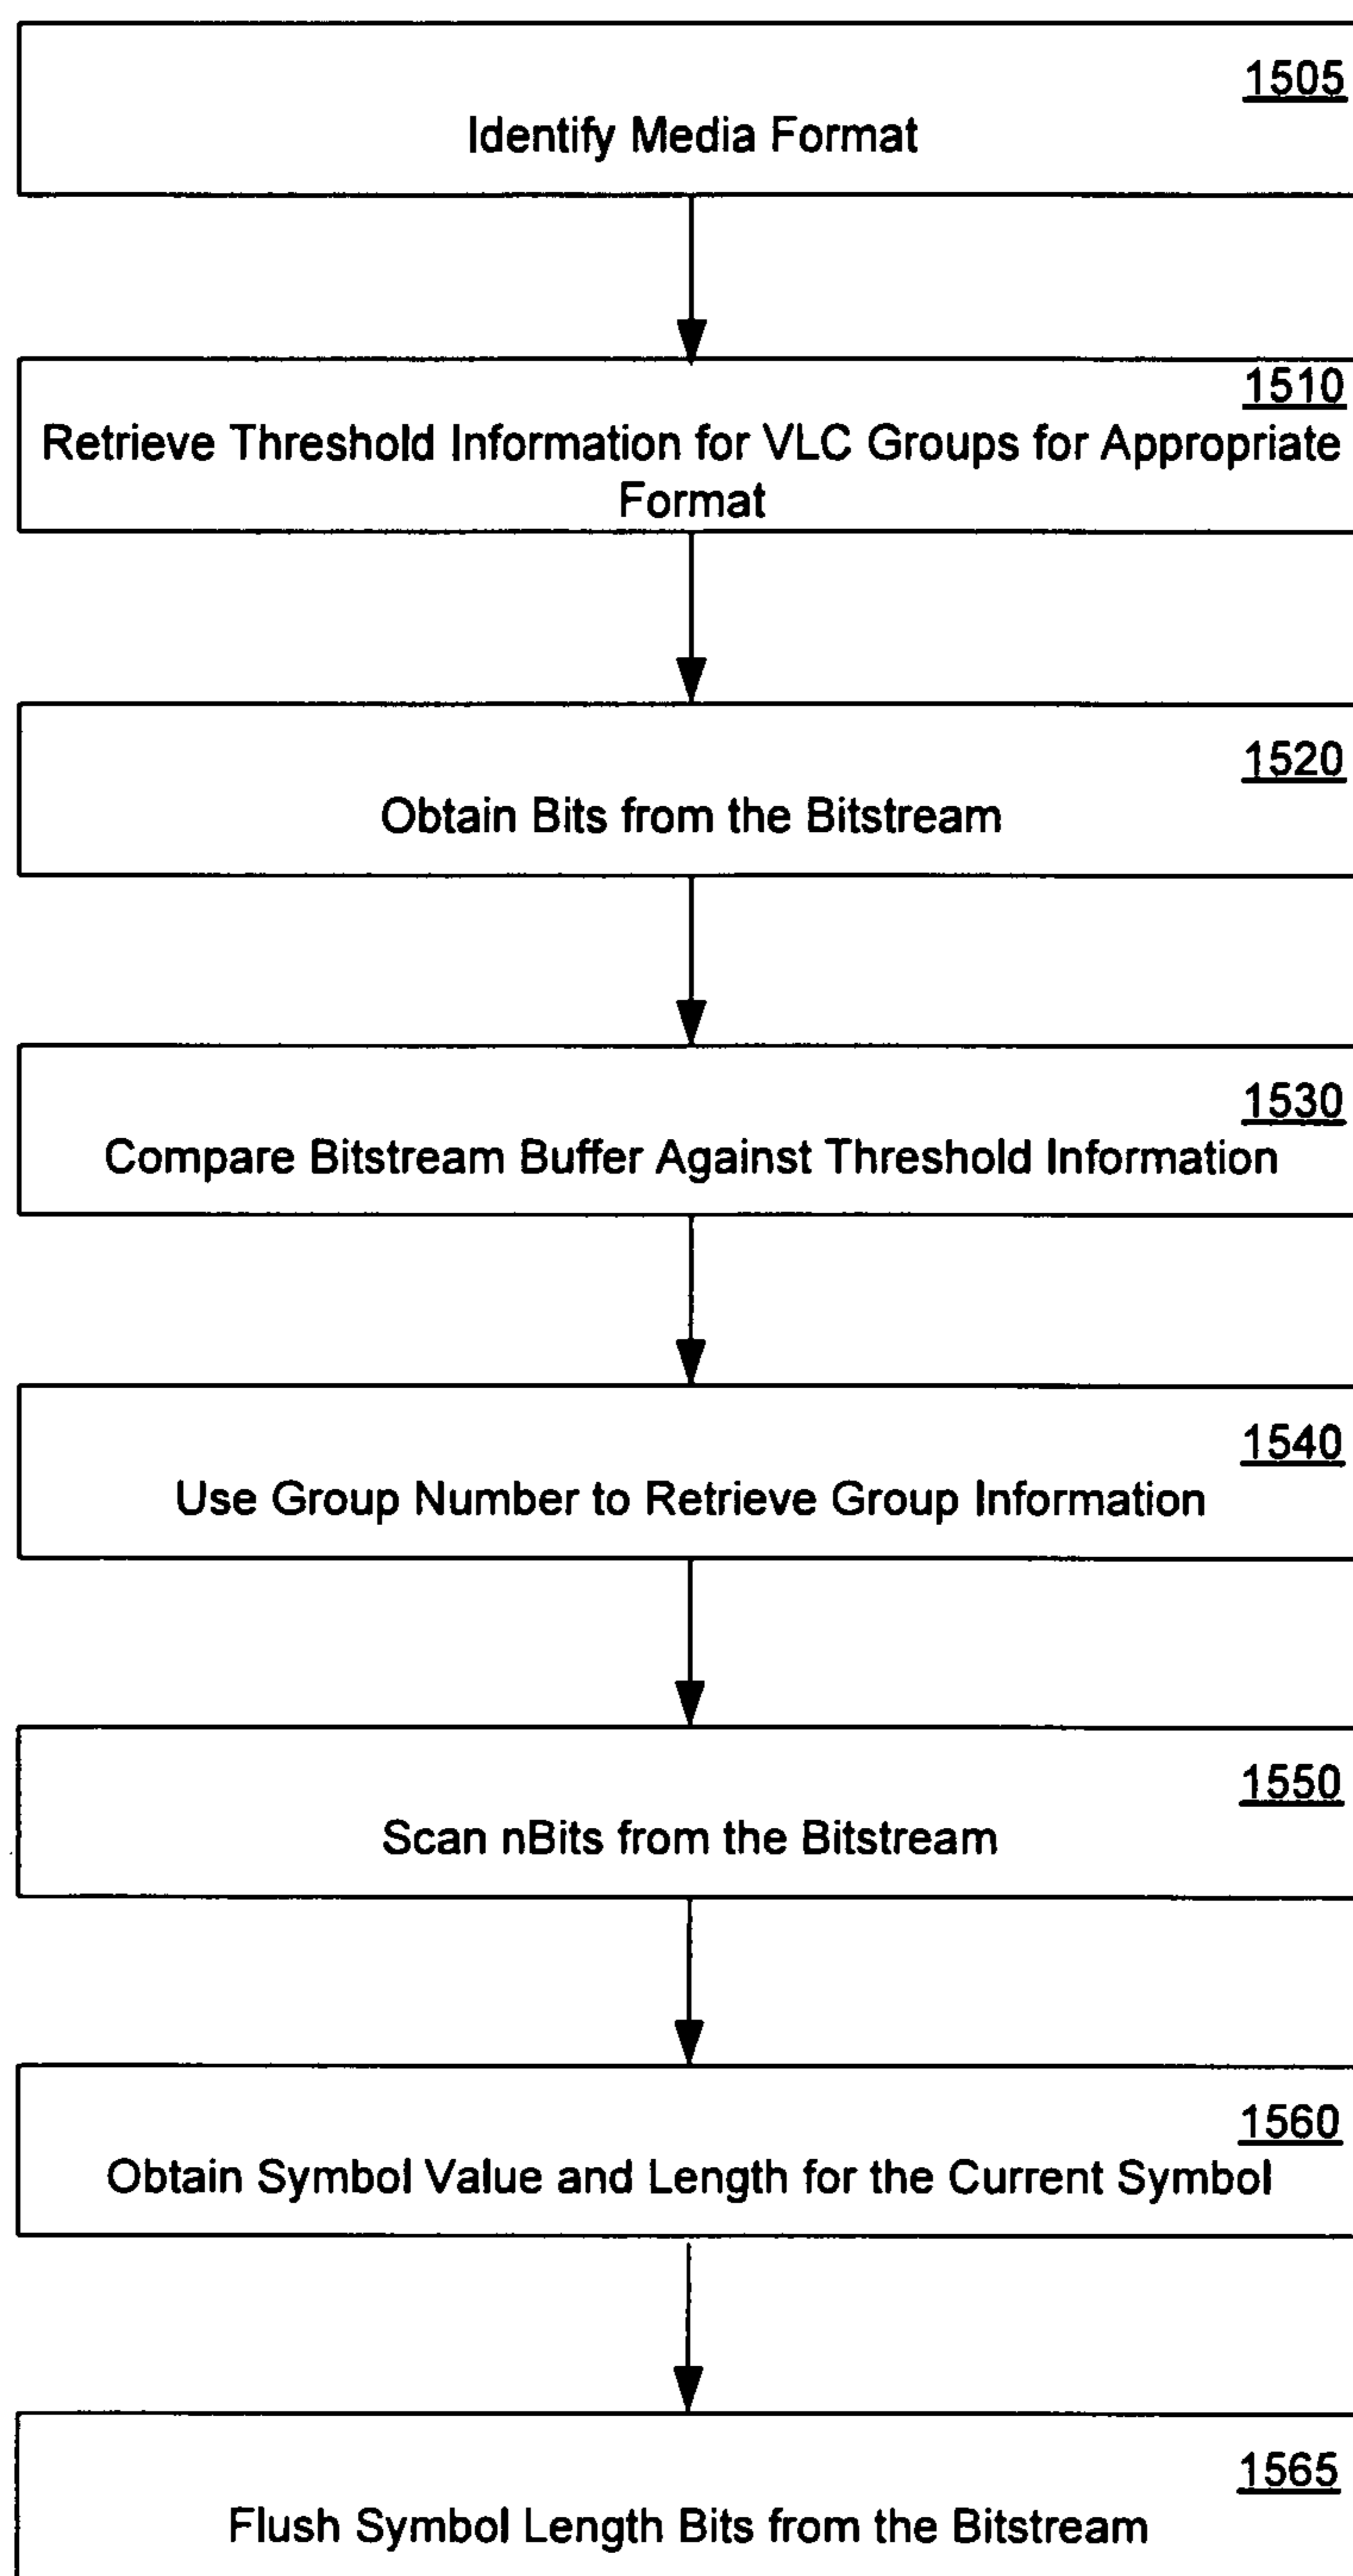 1505
Identify Media Format
1510
Retrieve Threshold Information for VLC Groups for Appropriate
Format
1520
Obtain Bits from the Bitstream
1530
Compare Bitstream Buffer Against Threshold Information
1540
Use Group Number to Retrieve Group Information
1550
Scan nBits from the Bitstream
1560
Obtain Symbol Value and Length for the Current Symbol
1565
Flush Symbol Length Bits from the Bitstream